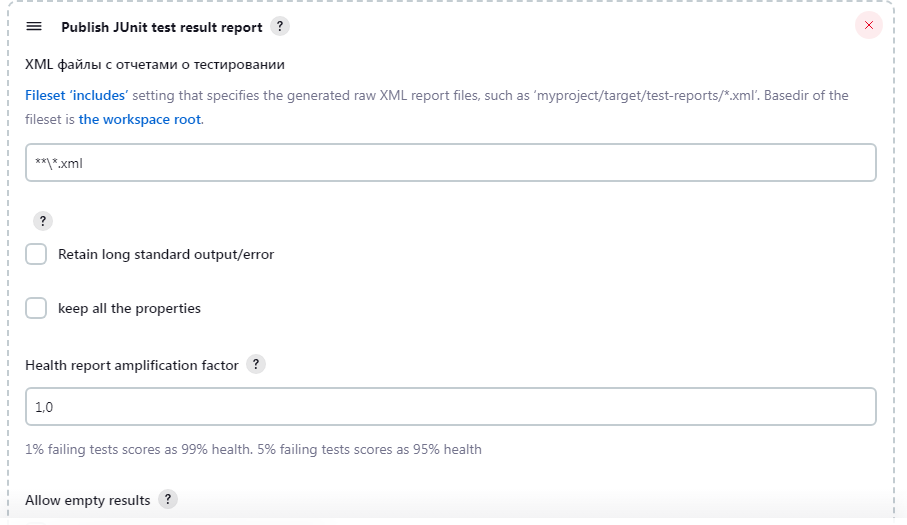 Publish JUnit test result report ?
XML файлы с отчетами о тестировании
Fileset ‘includes’ setting that specifies the generated raw XML report files, such as ‘myproject/target/test-reports/*.xml’. Basedir of the
fileset is the workspace root.
**\*.xml
?
Retain long standard output/error
keep all the properties
Health report amplification factor ?
1,0
1% failing tests scores as 99% health. 5% failing tests scores as 95% health
Allow empty results ?